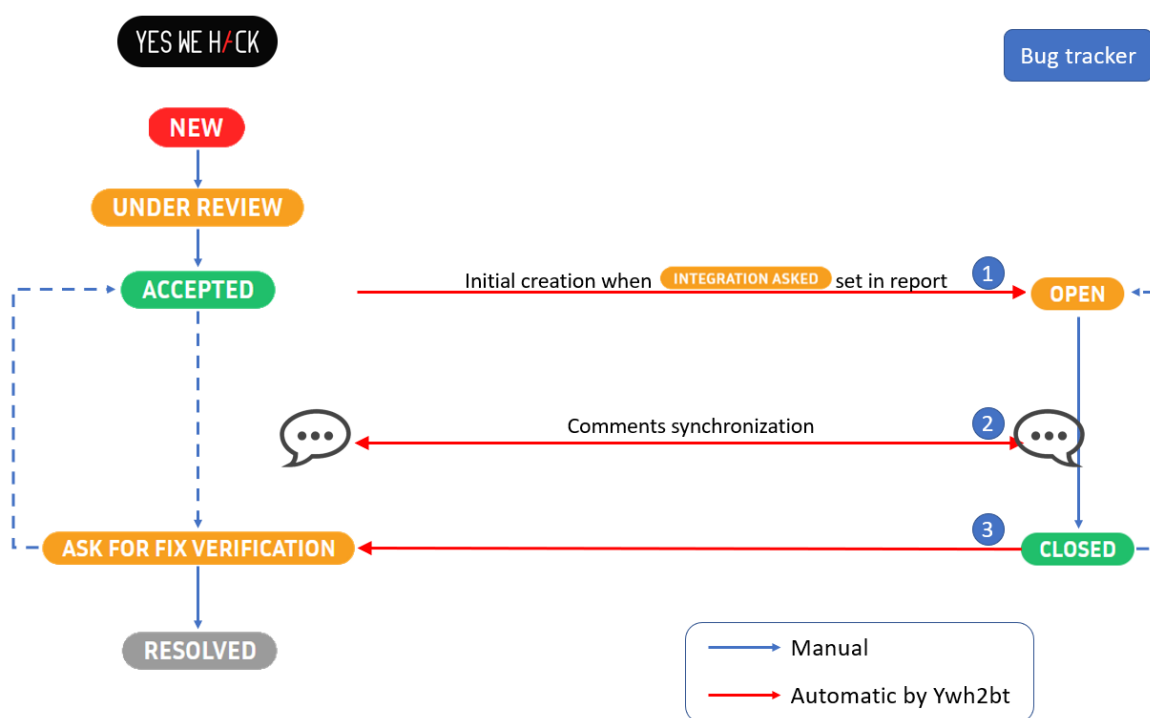 YES WE H/CK
Bug tracker
NEW
UNDER REVIEW
ACCEPTED
Initial creation when INTEGRATION ASKED set in report
1
OPEN
Comments synchronization
2
ASK FOR FIX VERIFICATION
3
CLOSED
RESOLVED
Manual
Automatic by Ywh2bt